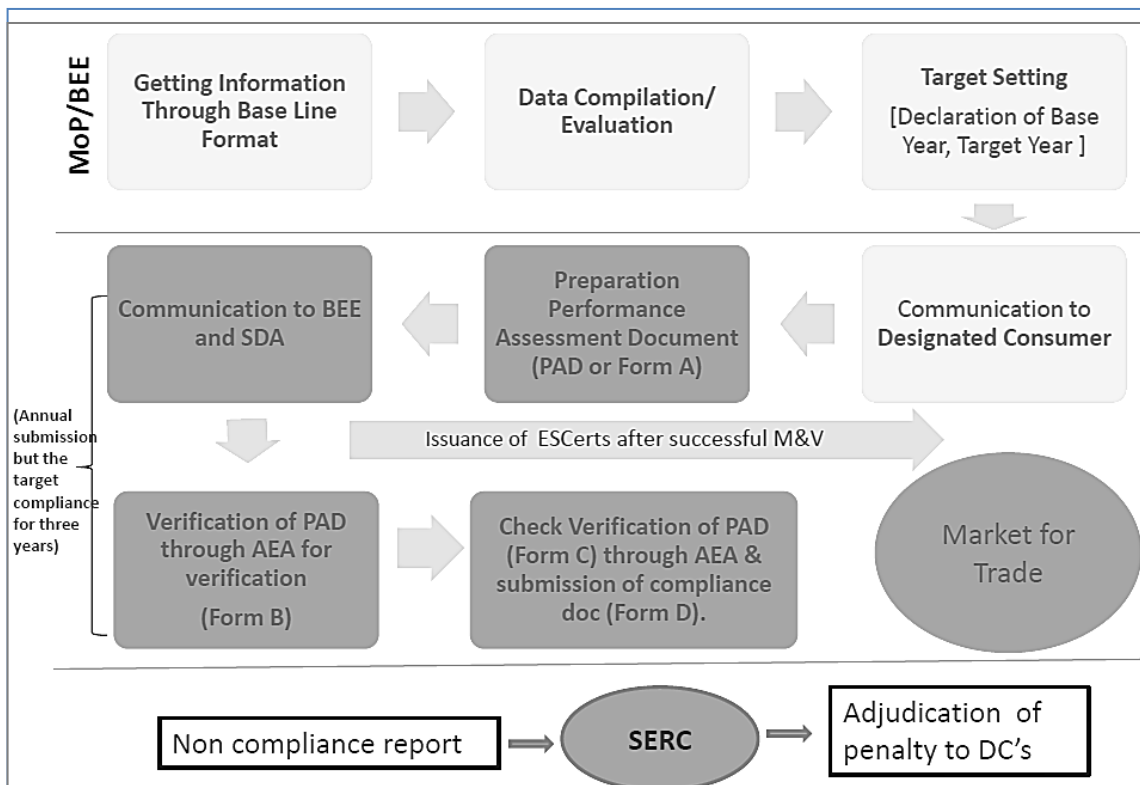 MoP/BEE
Getting Information
Through Base Line
Format
Data Compilation/
Evaluation
Target Setting
[Declaration of Base
Year, Target Year ]
Communication to BEE
and SDA
Preparation
Performance
Assessment Document
(PAD or Form A)
Communication to
Designated Consumer
(Annual
submission
but the
target
compliance
for three
years)
Issuance of ESCerts after successful M&V
Verification of PAD
through AEA for
verification
(Form B)
Check Verification of PAD
(Form C) through AEA &
submission of compliance
doc (Form D).
Market for
Trade
Non compliance report
SERC
Adjudication of
penalty to DC's